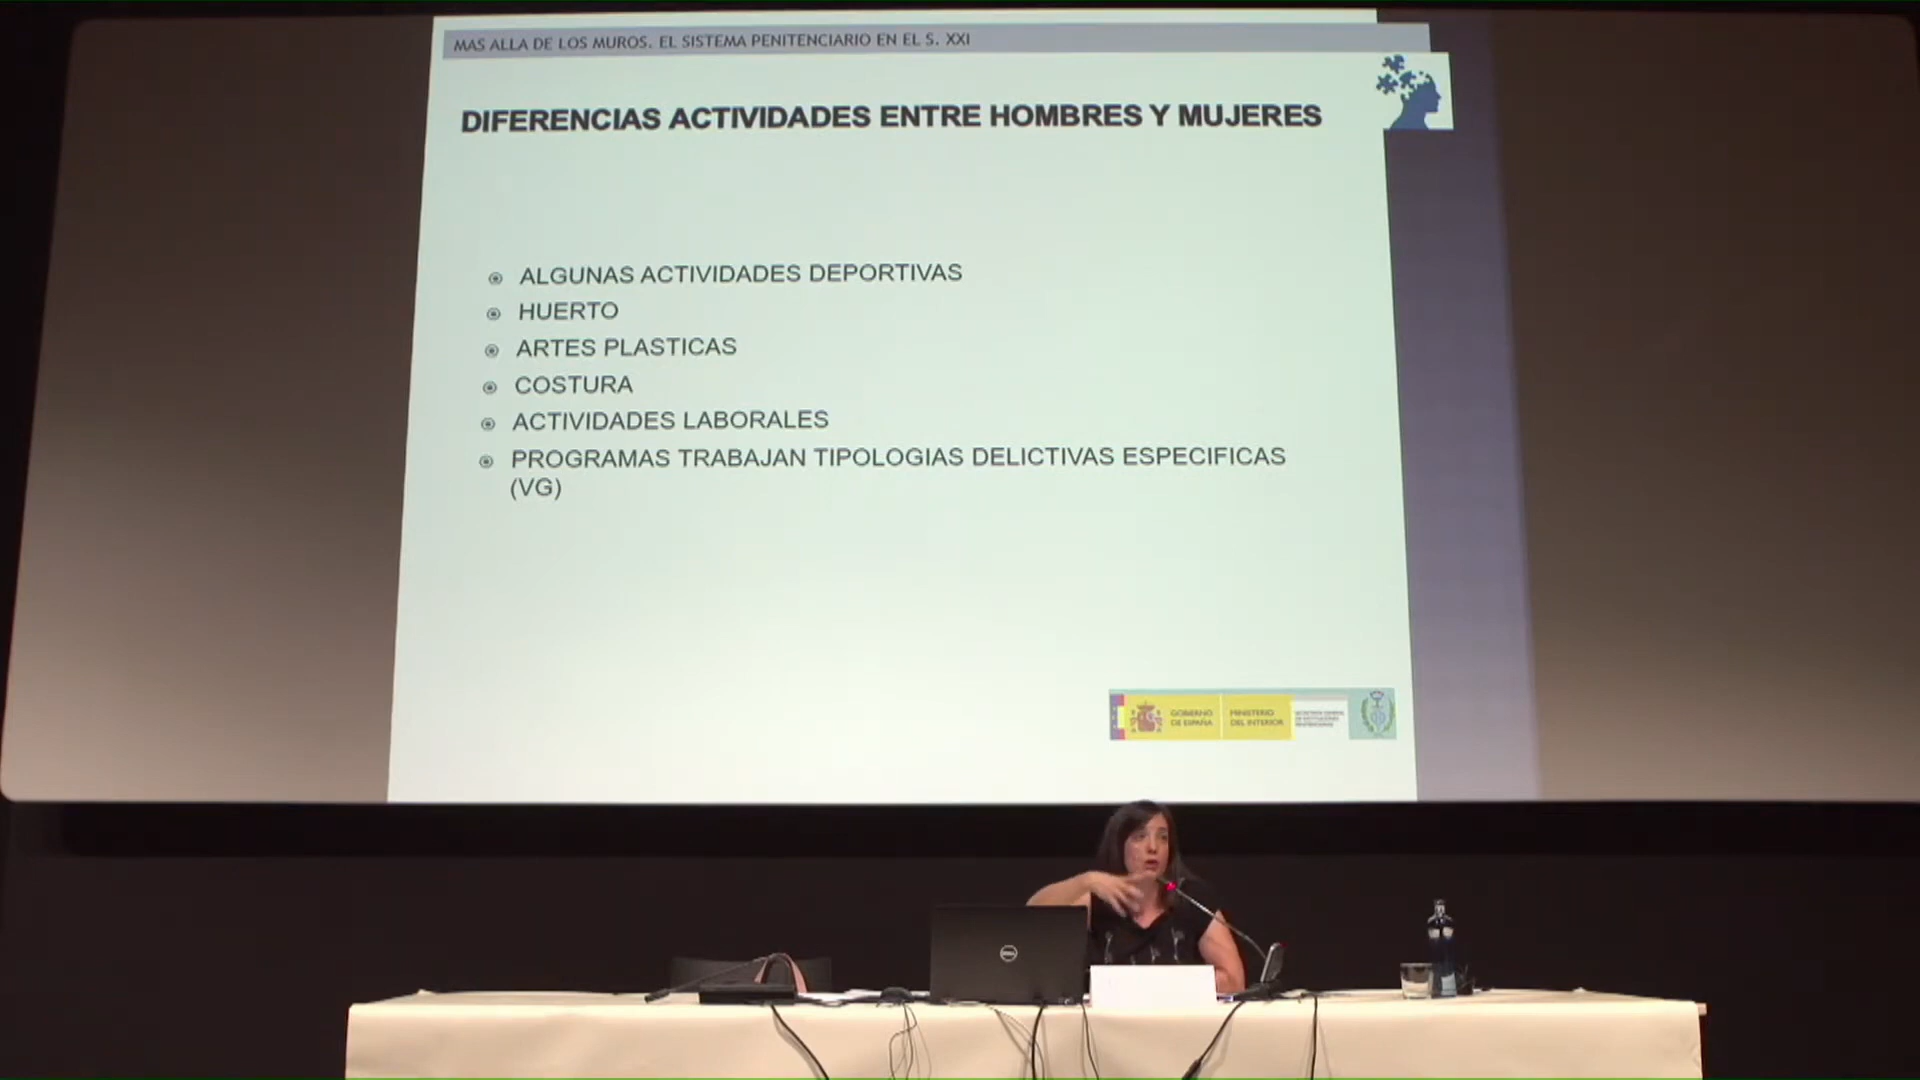 MAS ALLA DE LOS MUROS. EL SISTEMA PENITENCIARIO EN EL S. XXI
DIFERENCIAS ACTIVIDADES ENTRE HOMBRES Y MUJERES
ALGUNAS ACTIVIDADES DEPORTIVAS
HUERTO
ARTES PLASTICAS
COSTURA
ACTIVIDADES LABORALES
PROGRAMAS TRABAJAN TIPOLOGIAS DELICTIVAS ESPECIFICAS
(VG)
GOBIERNO
DE ESPAÑA
MINISTERIO
DEL INTERIOR
DELL